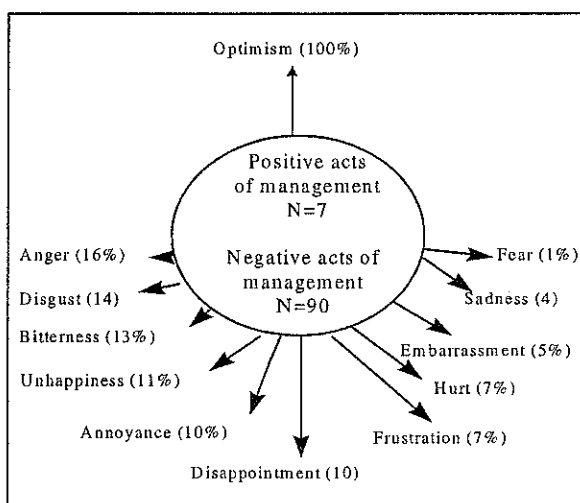 Optimism (100%)
Positive acts
of management
N=7
Negative acts of
management
N=90
Anger (16%)
Disgust (14)
Bitterness (13%)
Unhappiness (11%)
Annoyance (10%)
Disappointment (10)
Frustration (7%)
Hurt (7%)
Embarrassment (5%)
Sadness (4)
Fear (1%)